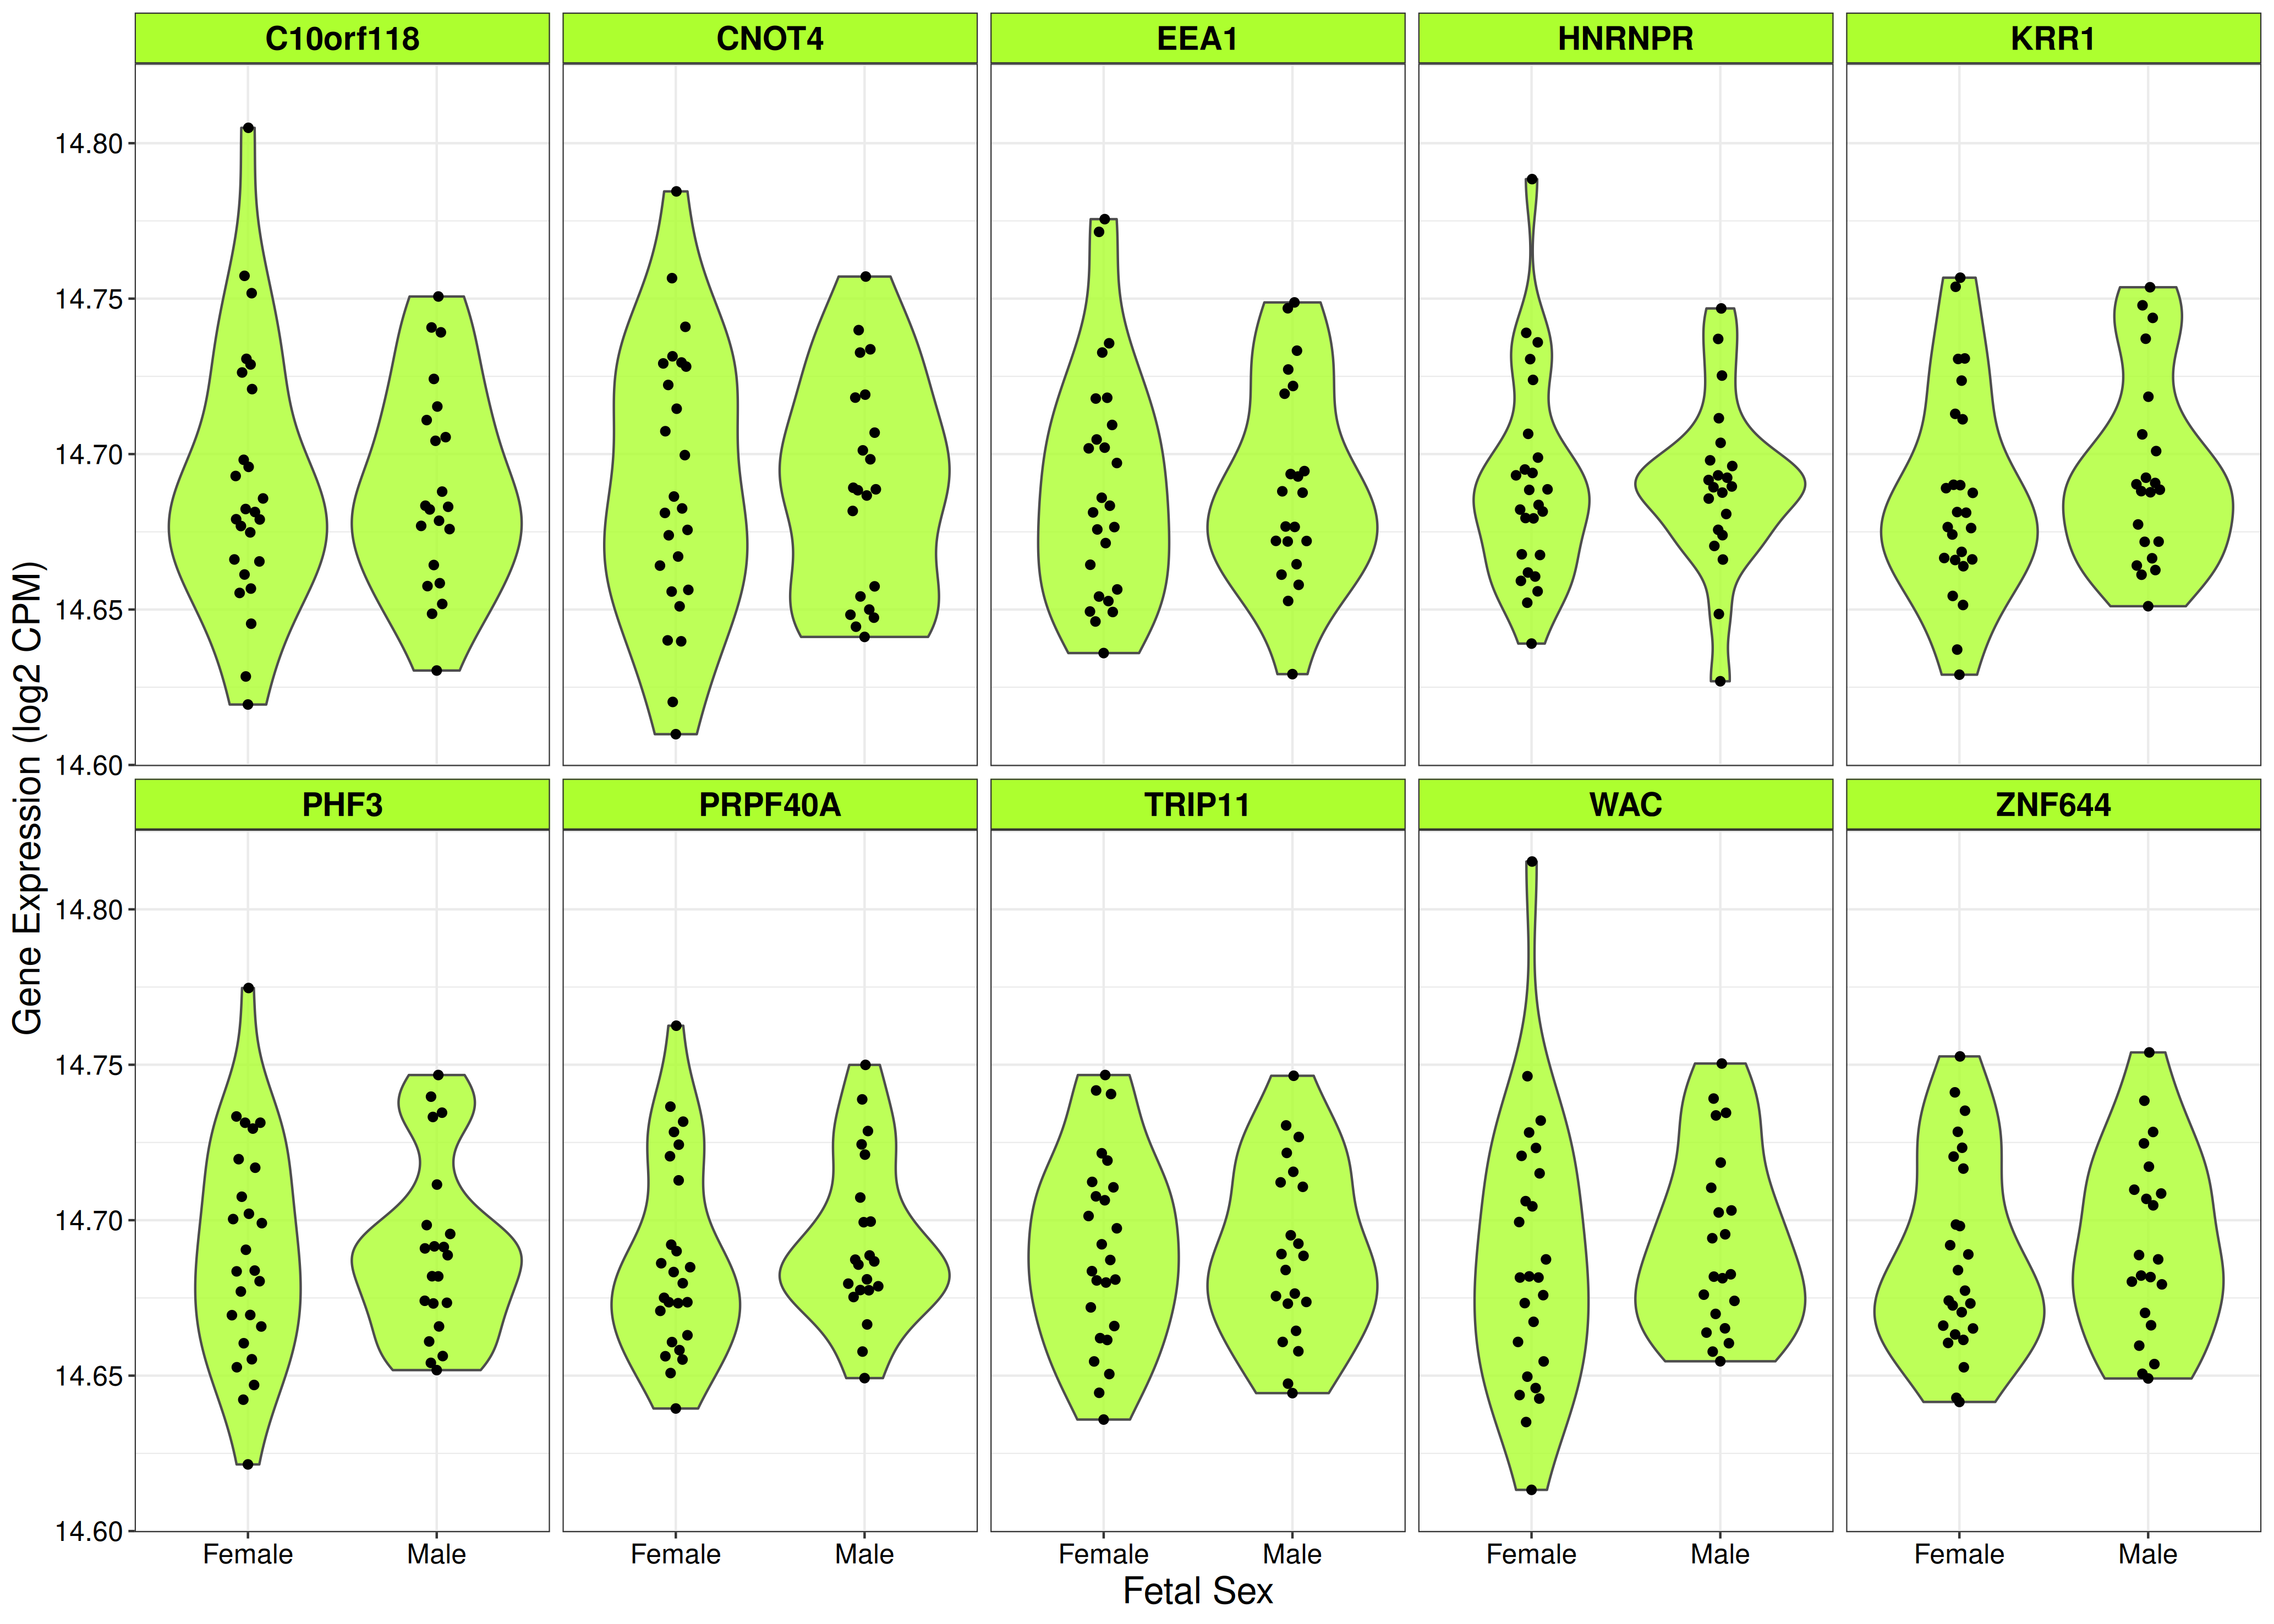 C10orf118 CNOT4 EEA1 HNRNPR KRR1
14.80
14.75
14.70
14.65
14.60
PHF3 PRPF40A TRIP11 WAC ZNF644
14.80
14.75
14.70
14.65
14.60
Gene Expression (log2 CPM)
Female Male Female Male Female Male Female Male Female Male
Fetal Sex